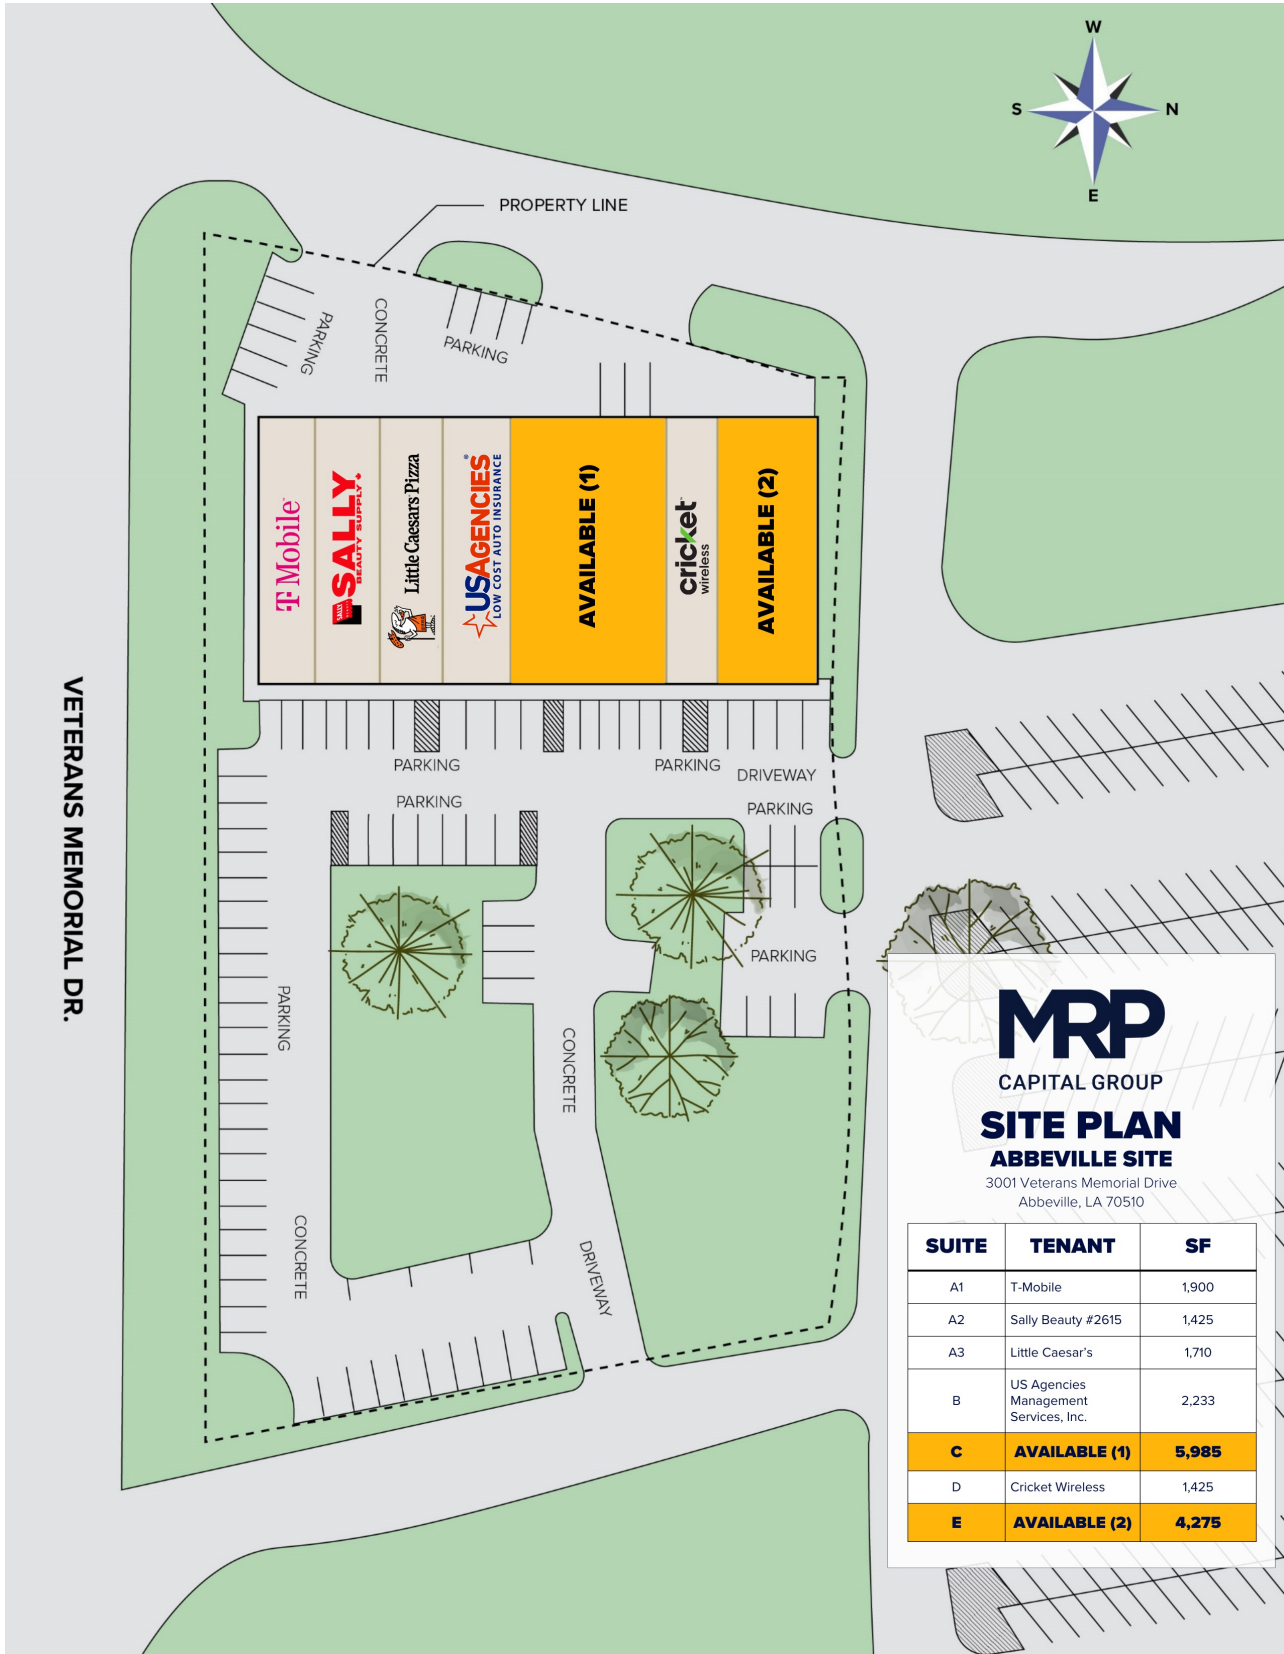 W
S
N
E
PROPERTY LINE
PARKING
CONCRETE
PARKING
T Mobile
SALLY
BEAUTY SUPPLY
SALLY
Little Caesars Pizza
USAGENCIES®
LOW COST AUTO INSURANCE
AVAILABLE (1)
cricket
wireless
AVAILABLE (2)
VETERANS MEMORIAL DR.
PARKING
PARKING
DRIVEWAY
PARKING
PARKING
PARKING
PARKING
CONCRETE
CONCRETE
DRIVEWAY
MRP
CAPITAL GROUP
SITE PLAN
ABBEVILLE SITE
3001 Veterans Memorial Drive
Abbeville, LA 70510
SUITE TENANT SF
A1 T-Mobile 1,900
A2 Sally Beauty #2615 1,425
A3 Little Caesar's 1,710
B US Agencies
Management
Services, Inc. 2,233
C AVAILABLE (1) 5,985
D Cricket Wireless 1,425
E AVAILABLE (2) 4,275